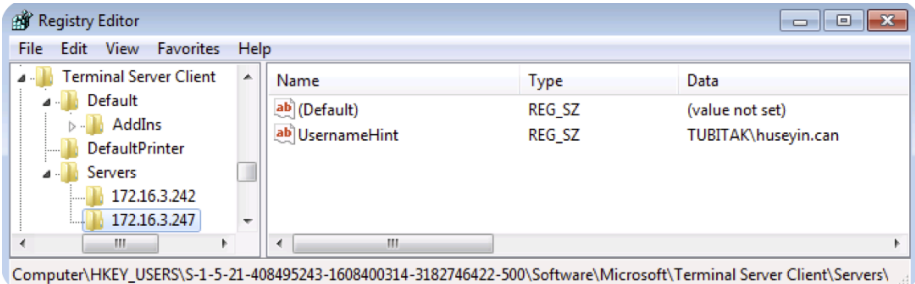 Registry Editor
File Edit View Favorites Help
Terminal Server Client
Default
AddIns
DefaultPrinter
Servers
172.16.3.242
172.16.3.247
Name Type Data
ab (Default) REG_SZ (value not set)
ab UsernameHint REG_SZ TUBITAK\huseyin.can
Computer\HKEY_USERS\S-1-5-21-408495243-1608400314-3182746422-500\Software\Microsoft\Terminal Server Client\Servers\